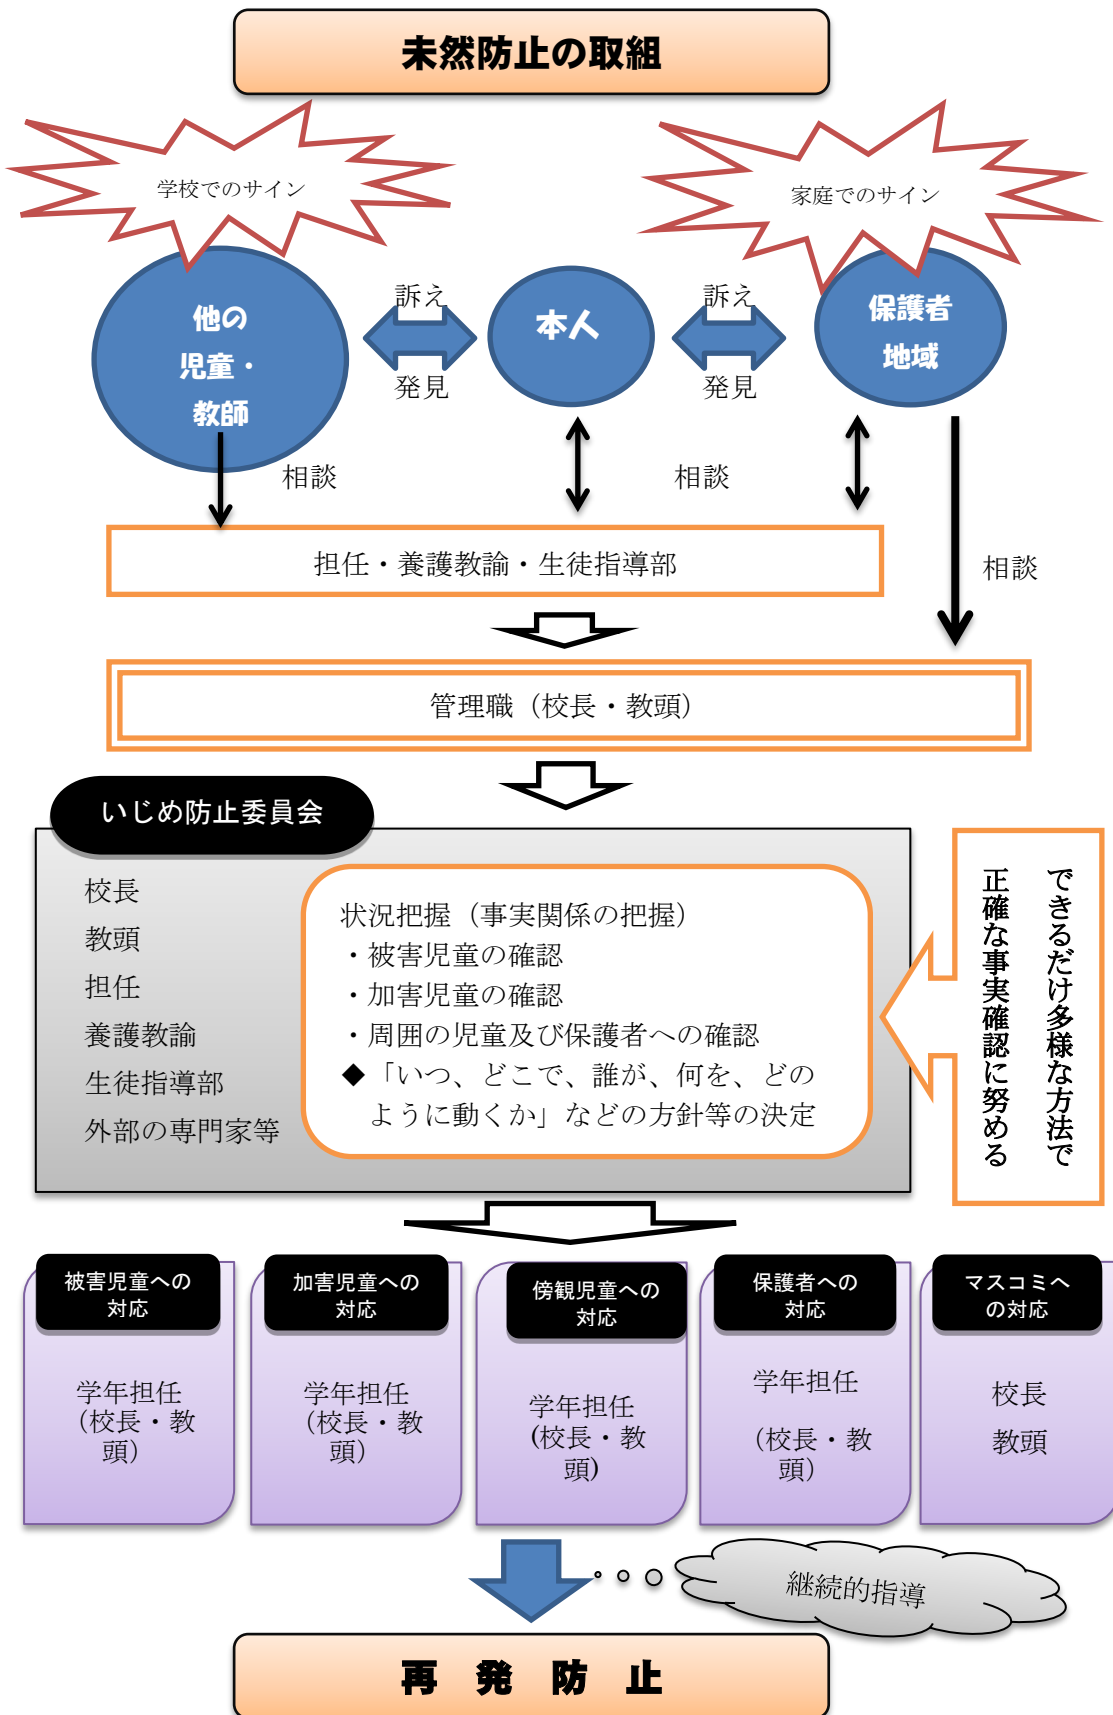 未然防止の取組
学校でのサイン
家庭でのサイン
他の
児童・
教師
訴え
発見
本人
訴え
発見
保護者
地域
相談
相談
相談
担任・養護教諭・生徒指導部
管理職（校長・教頭）
いじめ防止委員会
校長
教頭
担任
養護教諭
生徒指導部
外部の専門家等
状況把握（事実関係の把握）
・被害児童の確認
・加害児童の確認
・周囲の児童及び保護者への確認
◆「いつ、どこで、誰が、何を、どの
ように動くか」などの方針等の決定
できるだけ多様な方法で
正確な事実確認に努める
被害児童への
対応
学年担任
（校長・教
頭）
加害児童への
対応
学年担任
（校長・教
頭）
傍観児童への
対応
学年担任
(校長・教
頭)
保護者への
対応
学年担任
（校長・教
頭）
マスコミへ
の対応
校長
教頭
継続的指導
再　発　防　止